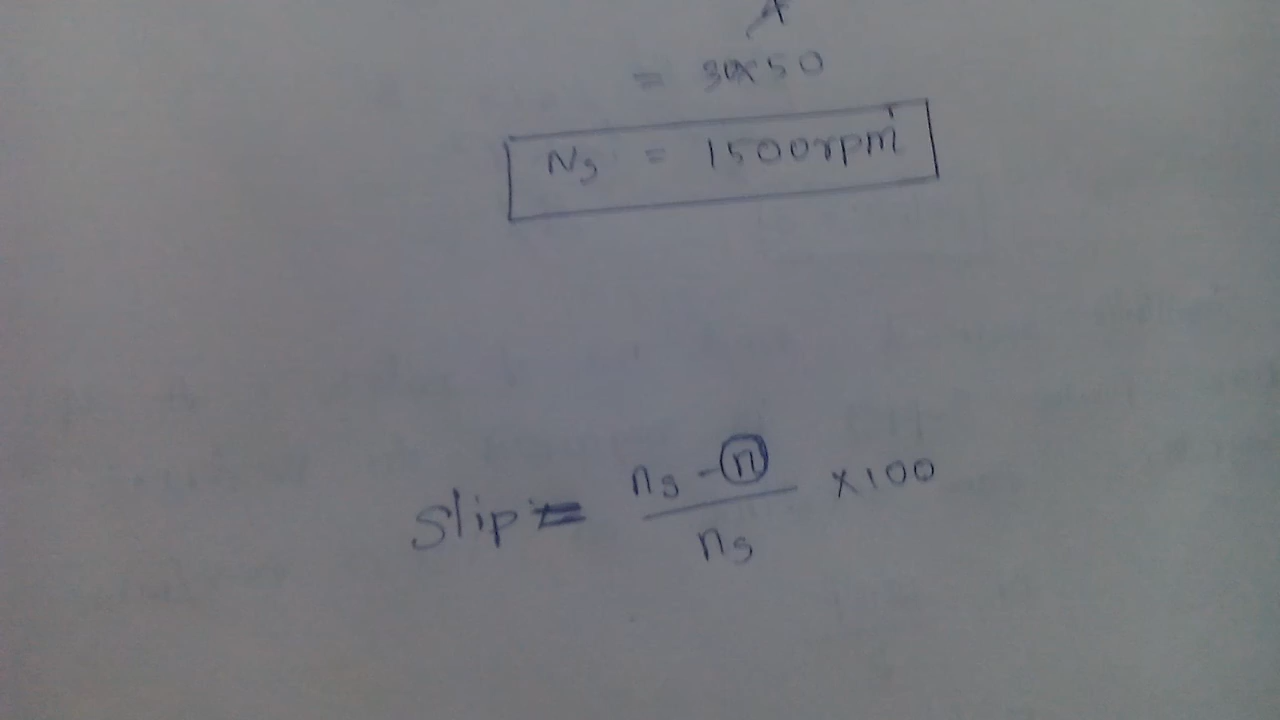 = 30x50
Ns = 1500rpm
Slip = ns - n / ns x100